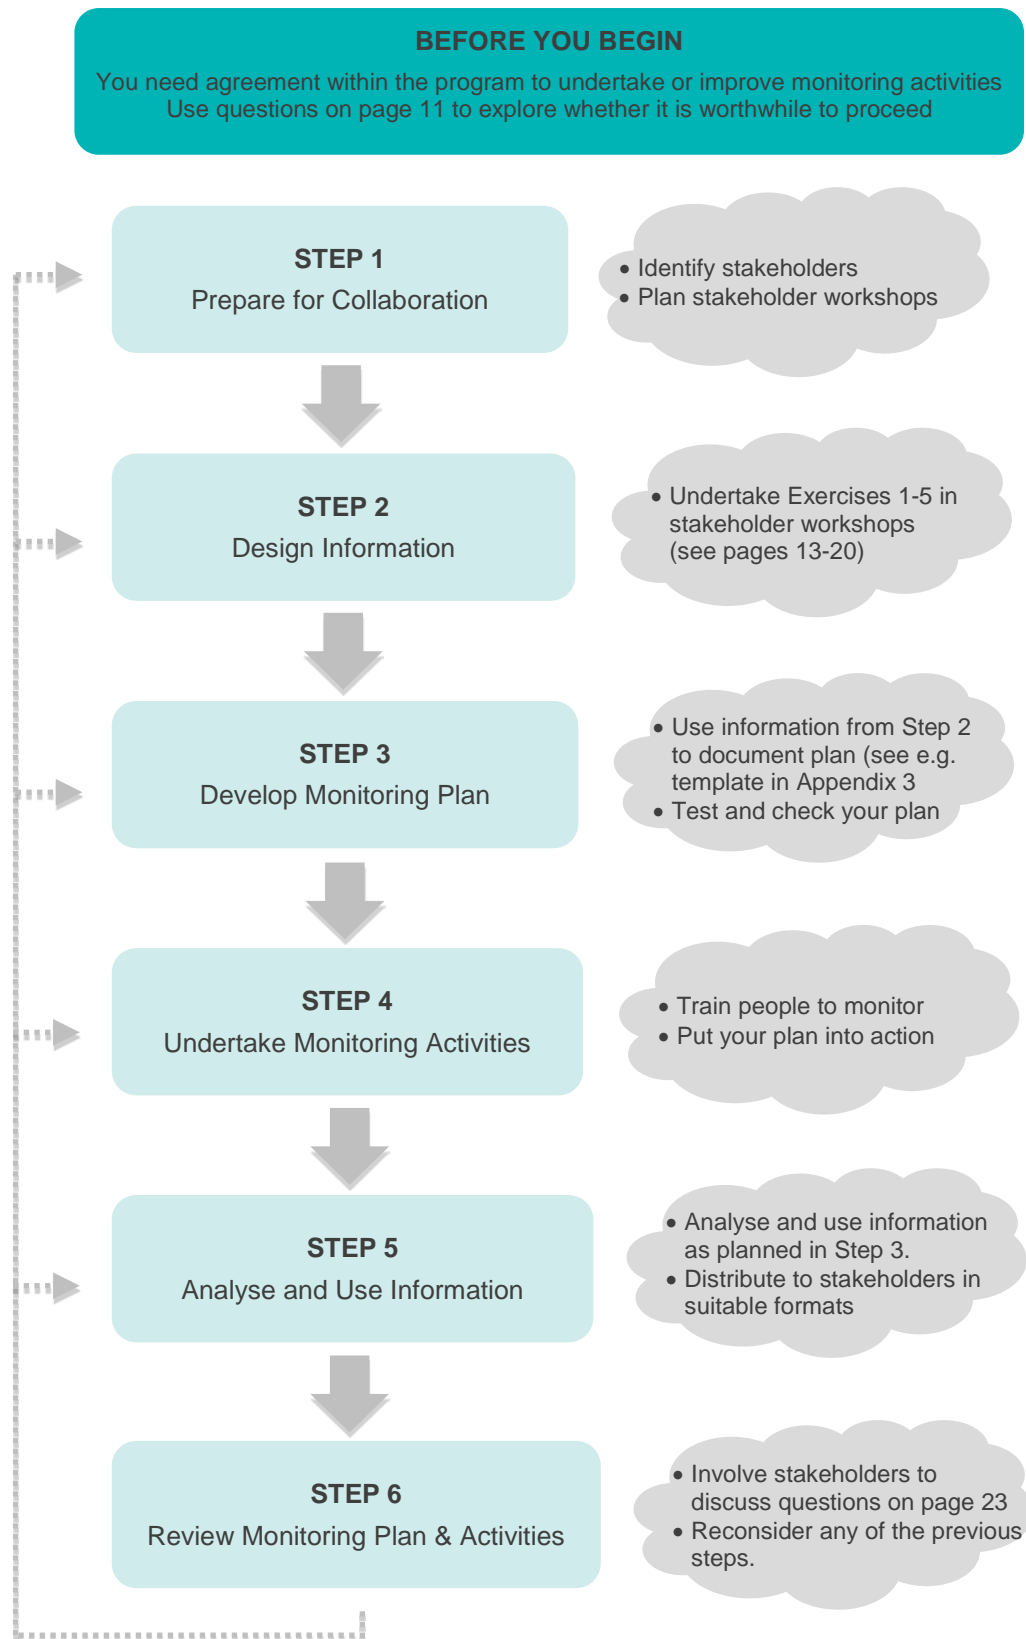 BEFORE YOU BEGIN
You need agreement within the program to undertake or improve monitoring activities
Use questions on page 11 to explore whether it is worthwhile to proceed
STEP 1
Prepare for Collaboration
• Identify stakeholders
• Plan stakeholder workshops
STEP 2
Design Information
• Undertake Exercises 1-5 in
stakeholder workshops
(see pages 13-20)
STEP 3
Develop Monitoring Plan
• Use information from Step 2
to document plan (see e.g.
template in Appendix 3
• Test and check your plan
STEP 4
Undertake Monitoring Activities
• Train people to monitor
• Put your plan into action
STEP 5
Analyse and Use Information
• Analyse and use information
as planned in Step 3.
• Distribute to stakeholders in
suitable formats
STEP 6
Review Monitoring Plan & Activities
• Involve stakeholders to
discuss questions on page 23
• Reconsider any of the previous
steps.